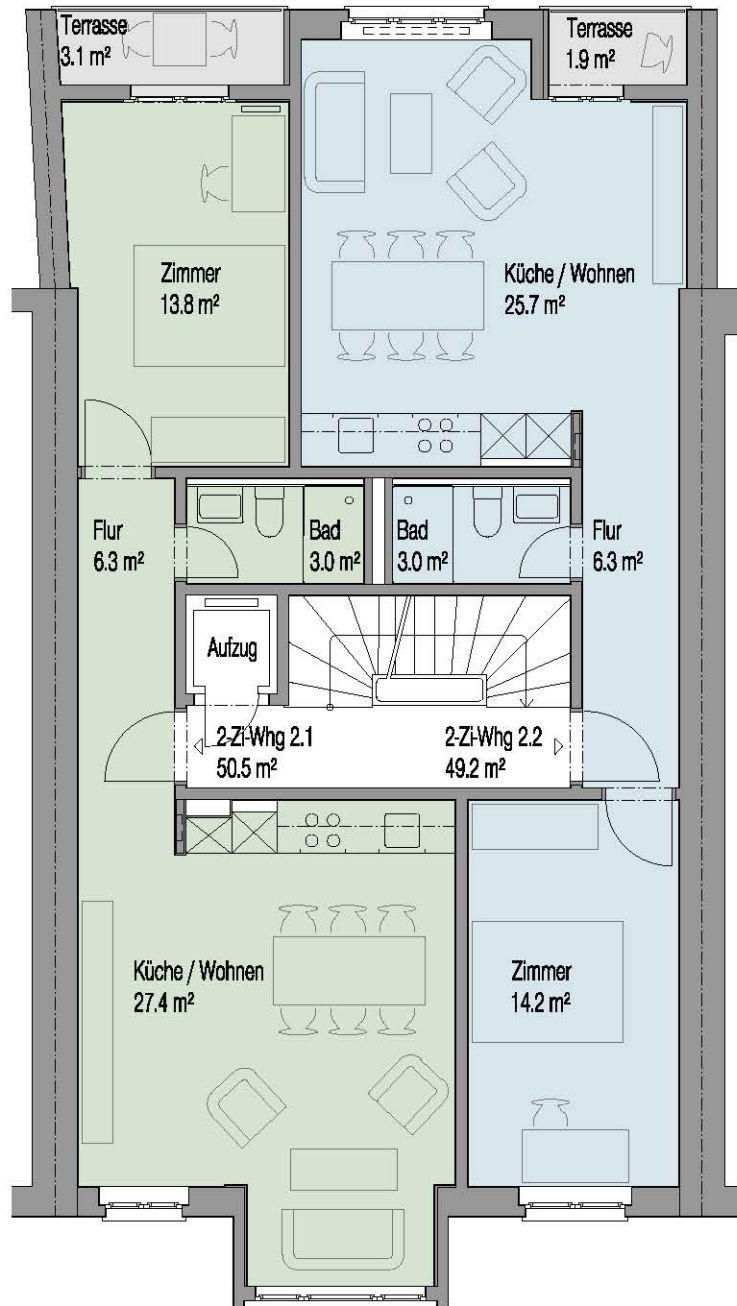 Terrasse
3.1 m²
Terrasse
1.9 m²
Zimmer
13.8 m²
Küche / Wohnen
25.7 m²
Flur
6.3 m²
Bad
3.0 m²
Bad
3.0 m²
Flur
6.3 m²
Aufzug
2-Zi-Whg 2.1
50.5 m²
2-Zi-Whg 2.2
49.2 m²
Küche / Wohnen
27.4 m²
Zimmer
14.2 m²